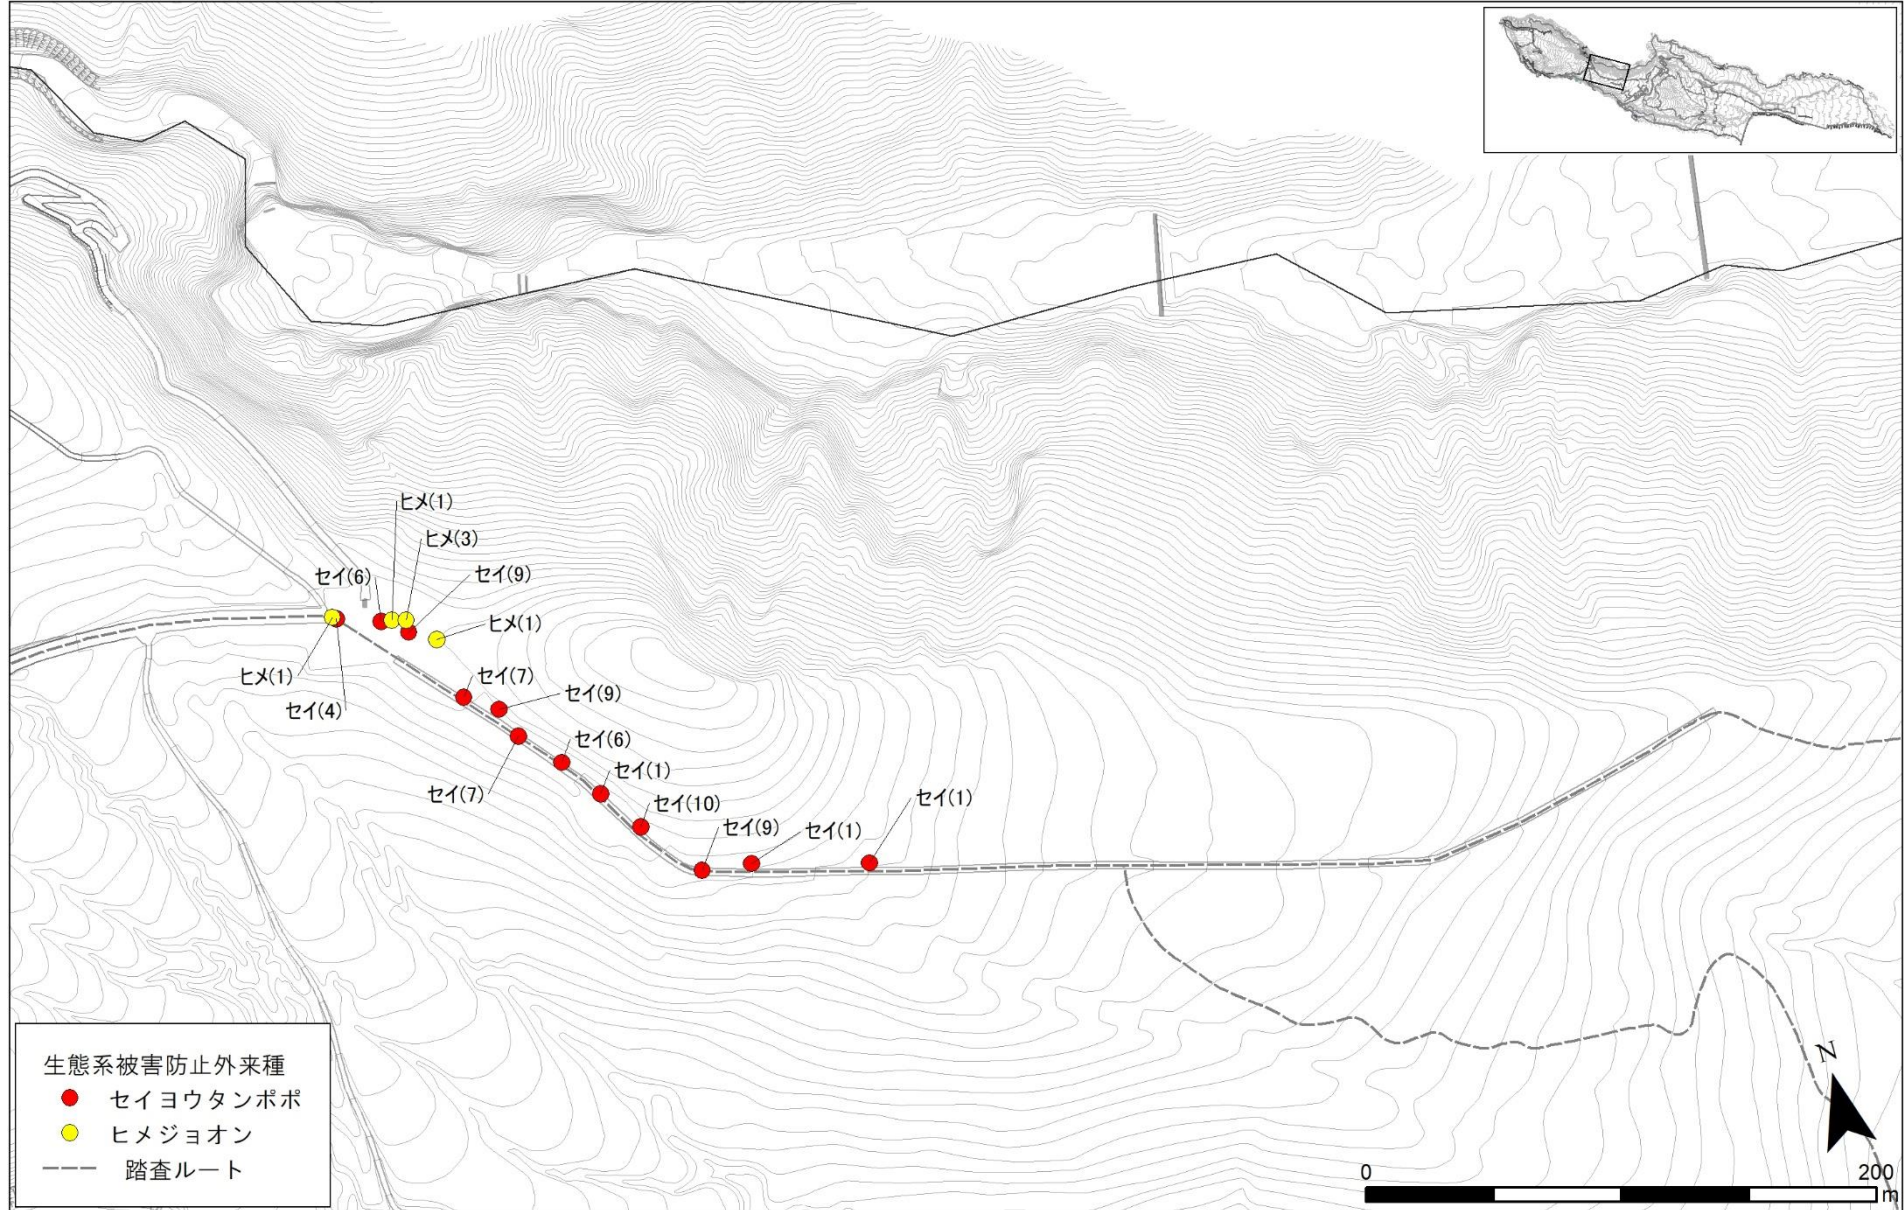 ヒメ(1)
ヒメ(3)
セイ(6)
セイ(9)
ヒメ(1)
ヒメ(1)
セイ(4)
セイ(7)
セイ(9)
セイ(6)
セイ(7)
セイ(1)
セイ(10)
セイ(9)
セイ(1)
セイ(1)
生態系被害防止外来種
セイヨウタンポポ
ヒメジョオン
踏査ルート
N
0 200
m